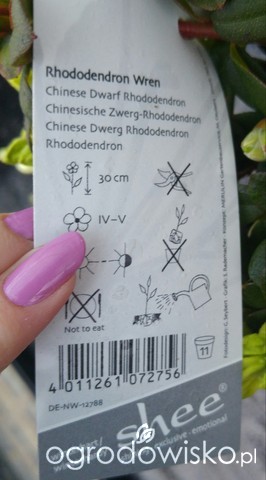 Rhododendron Wren
Chinese Dwarf Rhododendron
Chinesische Zwerg-Rhododendron
Chinese Dwerg Rhododendron
Rhododendron
30 cm
IV-V
Not to eat
11
4 011261 072756
DE-NW-12788
shee®
exclusive - emotional
ogrodowisko.pl